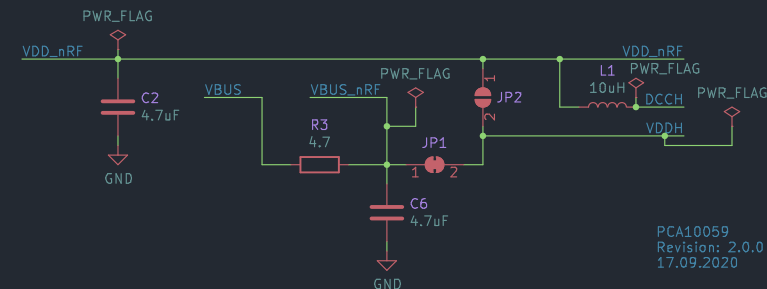 PWR_FLAG
VDD_nRF
VDD_nRF
L1
PWR_FLAG
PWR_FLAG
10uH
PWR_FLAG
C2
4.7uF
VBUS
VBUS_nRF
1
JP2
2
DCCH
R3
4.7
JP1
VDDH
1
2
GND
C6
4.7uF
PCA10059
Revision: 2.0.0
17.09.2020
GND